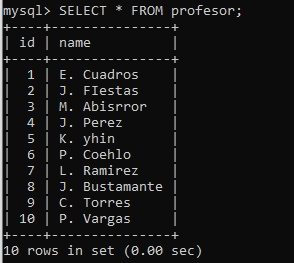 mysql> SELECT * FROM profesor;
+----+---------------+
| id | name          |
+----+---------------+
|  1 | E. Cuadros    |
|  2 | J. FIestas    |
|  3 | M. Abisrror   |
|  4 | J. Perez      |
|  5 | K. yhin       |
|  6 | P. Coehlo     |
|  7 | L. Ramirez    |
|  8 | J. Bustamante |
|  9 | C. Torres     |
| 10 | P. Vargas     |
+----+---------------+
10 rows in set (0.00 sec)